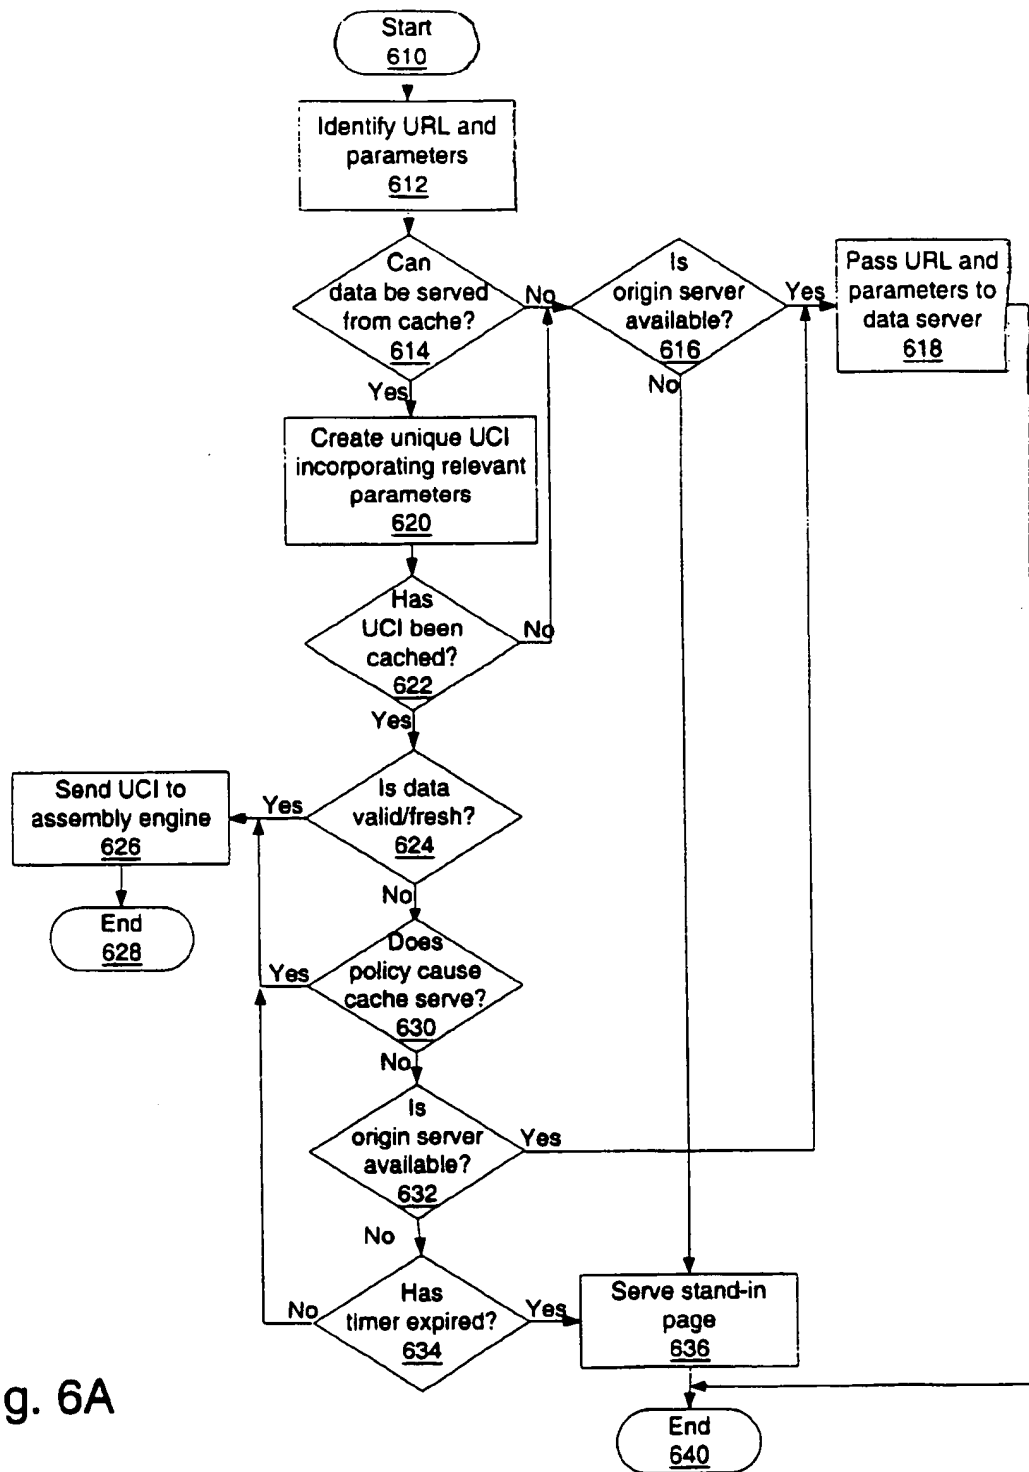 Start
610
Identify URL and
parameters
612
Can
data be served
from cache?
614
No
Is
origin server
available?
616
Yes
Pass URL and
parameters to
data server
618
Yes
No
Create unique UCI
incorporating relevant
parameters
620
Has
UCI been
cached?
622
No
Yes
Send UCI to
assembly engine
626
Yes
Is data
valid/fresh?
624
End
628
No
Does
policy cause
cache serve?
630
Yes
No
Is
origin server
available?
632
Yes
No
Has
timer expired?
634
No
Yes
Serve stand-in
page
636
g. 6A
End
640